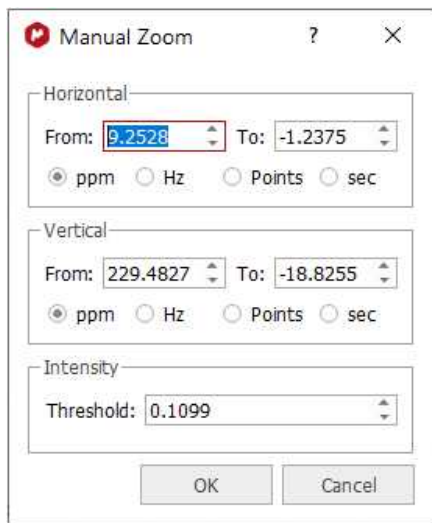 Manual Zoom ? ×
Horizontal
From: 9.2528 To: -1.2375
ppm Hz Points sec
Vertical
From: 229.4827 To: -18.8255
ppm Hz Points sec
Intensity
Threshold: 0.1099
OK Cancel